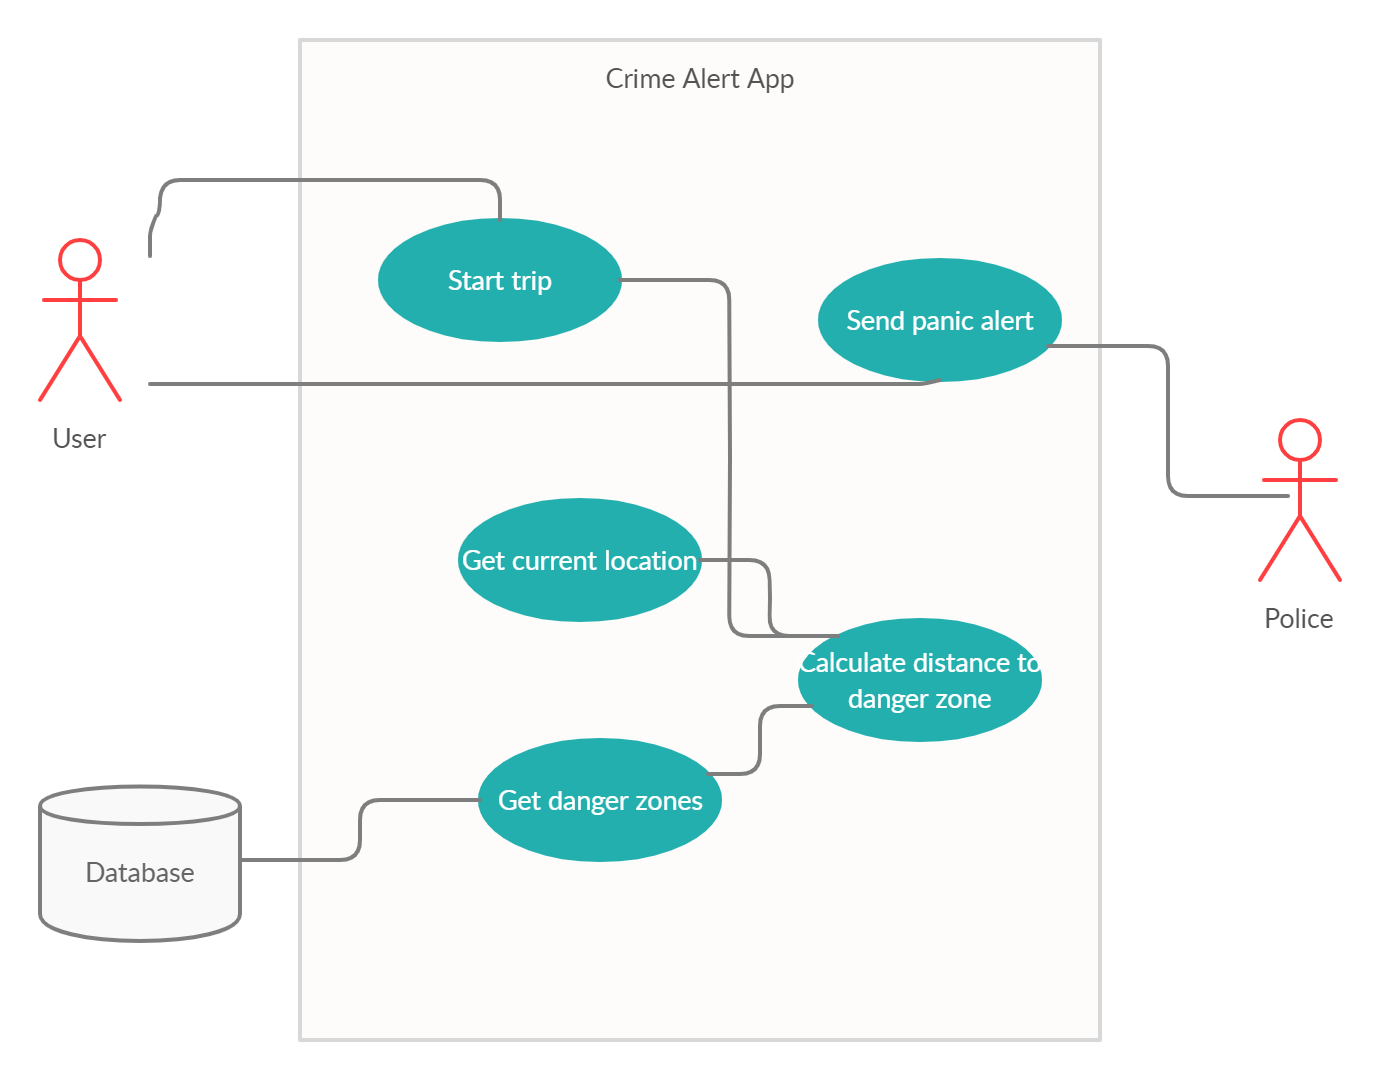 Crime Alert App
Start trip
Send panic alert
User
Get current location
Police
Calculate distance to
danger zone
Get danger zones
Database